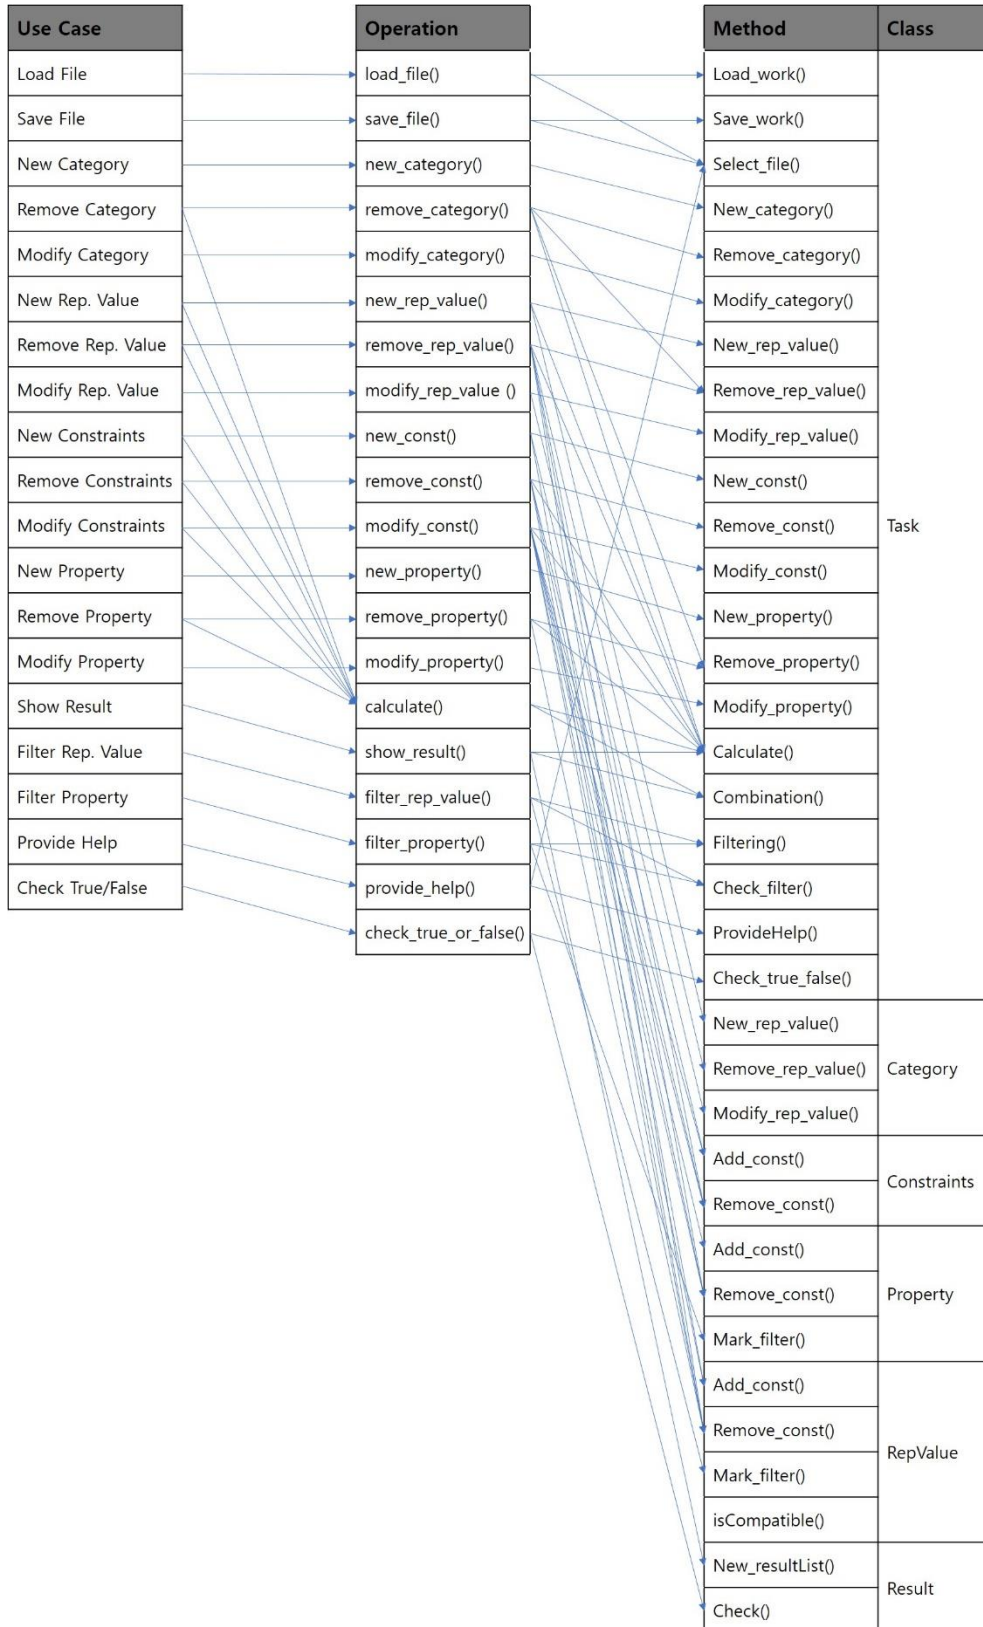 Use Case
Operation
Method
Class
Load File
load_file()
Load_work()
Save File
save_file()
Save_work()
New Category
new_category()
Select_file()
Remove Category
remove_category()
New_category()
Modify Category
modify_category()
Remove_category()
New Rep. Value
new_rep_value()
Modify_category()
Remove Rep. Value
remove_rep_value()
New_rep_value()
Modify Rep. Value
modify_rep_value ()
Remove_rep_value()
New Constraints
new_const()
Modify_rep_value()
Remove Constraints
remove_const()
New_const()
Modify Constraints
modify_const()
Remove_const()
Task
New Property
new_property()
Modify_const()
Remove Property
remove_property()
New_property()
Modify Property
modify_property()
Remove_property()
Show Result
calculate()
Modify_property()
Filter Rep. Value
show_result()
Calculate()
Filter Property
filter_rep_value()
Combination()
Provide Help
filter_property()
Filtering()
Check True/False
provide_help()
Check_filter()
check_true_or_false()
ProvideHelp()
Check_true_false()
New_rep_value()
Remove_rep_value()
Category
Modify_rep_value()
Add_const()
Constraints
Remove_const()
Add_const()
Remove_const()
Property
Mark_filter()
Add_const()
Remove_const()
RepValue
Mark_filter()
isCompatible()
New_resultList()
Result
Check()